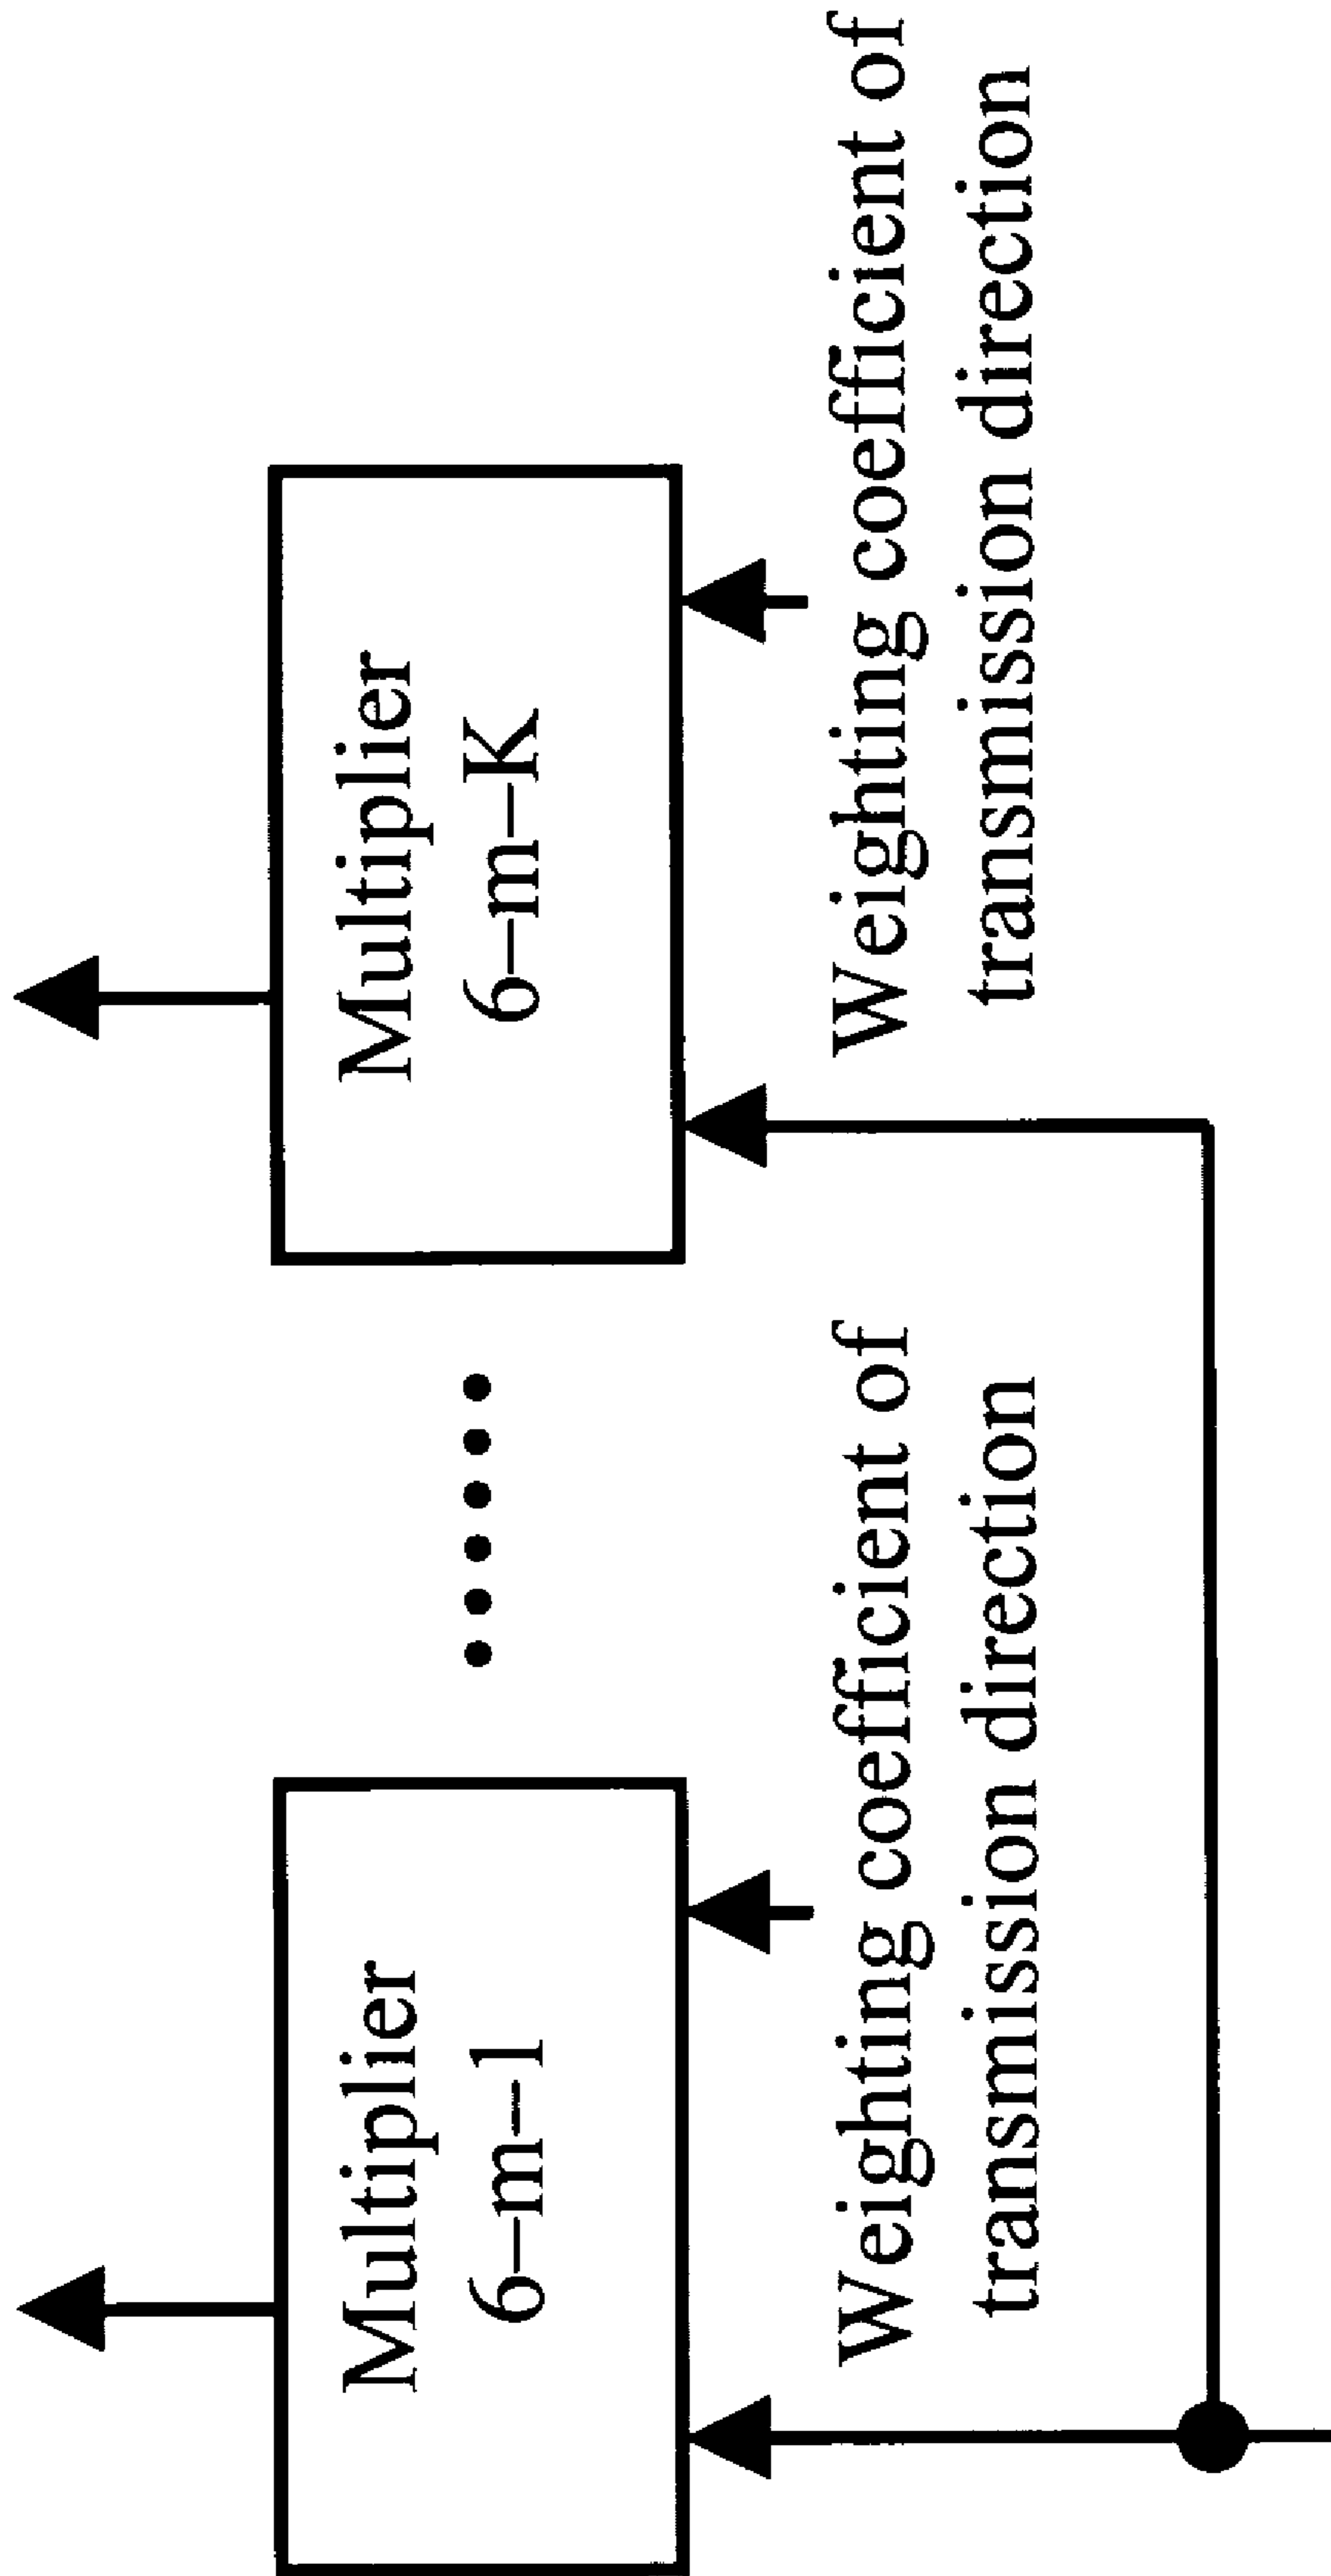 Multiplier
6–m–1
Weighting coefficient of
transmission direction
Multiplier
6–m–K
Weighting coefficient of
transmission direction